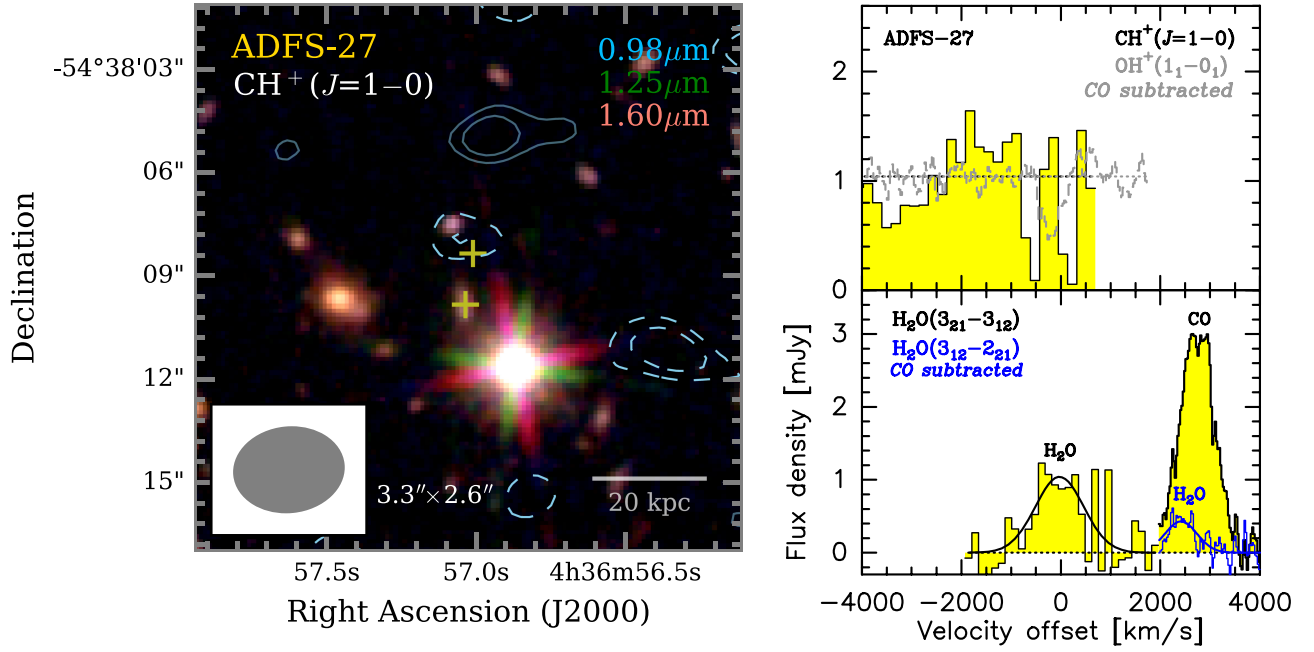 ADFS-27
CH⁺(J=1−0)
0.98μm
1.25μm
1.60μm
-54°38'03"
06"
09"
12"
15"
Declination
3.3"×2.6"
20 kpc
57.5s
57.0s
4h36m56.5s
Right Ascension (J2000)
ADFS-27
CH⁺(J=1-0)
OH⁺(1₁-0₁)
CO subtracted
2
1
0
H₂O(3₂₁-3₁₂)
H₂O(3₁₂-2₂₁)
CO subtracted
CO
H₂O
H₂O
3
2
1
0
Flux density [mJy]
-4000
-2000
0
2000
4000
Velocity offset [km/s]